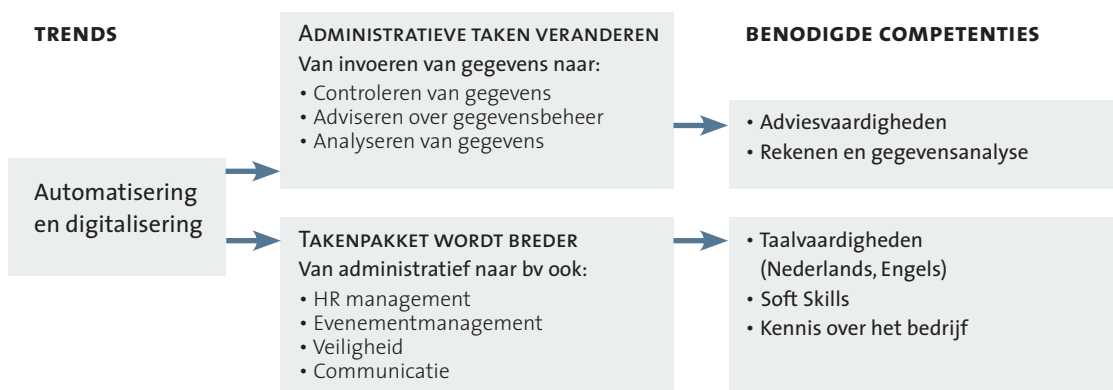 TRENDS
Automatisering
en digitalisering
ADMINISTRATIEVE TAKEN VERANDEREN
Van invoeren van gegevens naar:
• Controleren van gegevens
• Adviseren over gegevensbeheer
• Analyseren van gegevens
TAKENPAKKET WORDT BREDER
Van administratief naar bv ook:
• HR management
• Evenementmanagement
• Veiligheid
• Communicatie
BENODIGDE COMPETENTIES
• Adviesvaardigheden
• Rekenen en gegevensanalyse
• Taalvaardigheden
(Nederlands, Engels)
• Soft Skills
• Kennis over het bedrijf